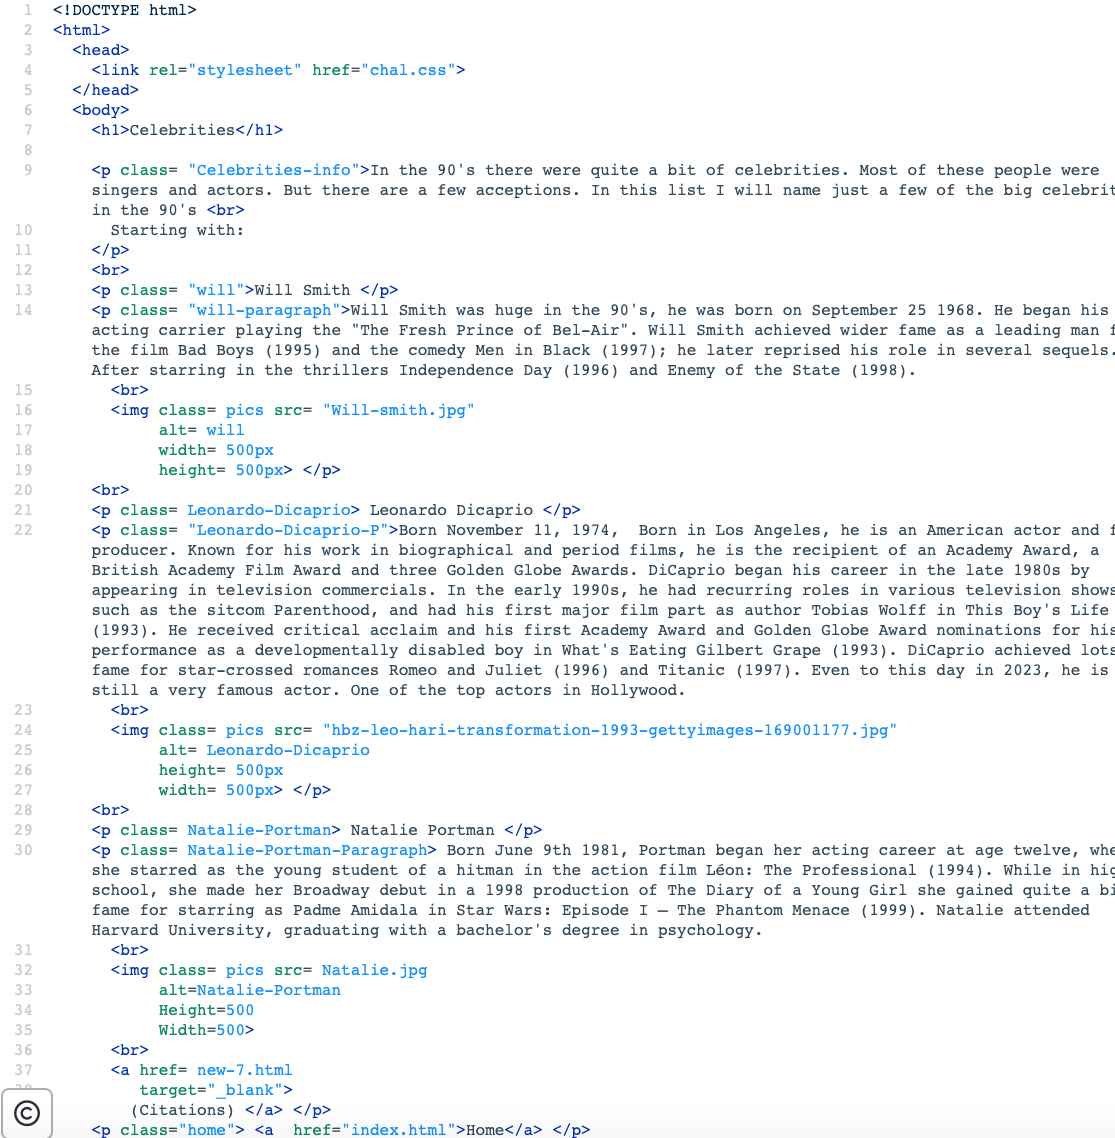 1 <!DOCTYPE html>
2 <html>
3 <head>
4 <link rel="stylesheet" href="chal.css">
5 </head>
6 <body>
7 <h1>Celebrities</h1>
8
9 <p class= "Celebrities-info">In the 90's there were quite a bit of celebrities. Most of these people were
singers and actors. But there are a few acceptions. In this list I will name just a few of the big celebrit
in the 90's <br>
10 Starting with:
11 </p>
12 <br>
13 <p class= "will">Will Smith </p>
14 <p class= "will-paragraph">Will Smith was huge in the 90's, he was born on September 25 1968. He began his
acting carrier playing the "The Fresh Prince of Bel-Air". Will Smith achieved wider fame as a leading man f
the film Bad Boys (1995) and the comedy Men in Black (1997); he later reprised his role in several sequels.
After starring in the thrillers Independence Day (1996) and Enemy of the State (1998).
15 <br>
16 <img class= pics src= "Will-smith.jpg"
17 alt= will
18 width= 500px
19 height= 500px> </p>
20 <br>
21 <p class= Leonardo-Dicaprio> Leonardo Dicaprio </p>
22 <p class= "Leonardo-Dicaprio-P">Born November 11, 1974,  Born in Los Angeles, he is an American actor and f
producer. Known for his work in biographical and period films, he is the recipient of an Academy Award, a
British Academy Film Award and three Golden Globe Awards. DiCaprio began his career in the late 1980s by
appearing in television commercials. In the early 1990s, he had recurring roles in various television shows
such as the sitcom Parenthood, and had his first major film part as author Tobias Wolff in This Boy's Life
(1993). He received critical acclaim and his first Academy Award and Golden Globe Award nominations for his
performance as a developmentally disabled boy in What's Eating Gilbert Grape (1993). DiCaprio achieved lots
fame for star-crossed romances Romeo and Juliet (1996) and Titanic (1997). Even to this day in 2023, he is
still a very famous actor. One of the top actors in Hollywood.
23 <br>
24 <img class= pics src= "hbz-leo-hari-transformation-1993-gettyimages-169001177.jpg"
25 alt= Leonardo-Dicaprio
26 height= 500px
27 width= 500px> </p>
28 <br>
29 <p class= Natalie-Portman> Natalie Portman </p>
30 <p class= Natalie-Portman-Paragraph> Born June 9th 1981, Portman began her acting career at age twelve, whe
she starred as the young student of a hitman in the action film Léon: The Professional (1994). While in hig
school, she made her Broadway debut in a 1998 production of The Diary of a Young Girl she gained quite a bi
fame for starring as Padme Amidala in Star Wars: Episode I – The Phantom Menace (1999). Natalie attended
Harvard University, graduating with a bachelor's degree in psychology.
31 <br>
32 <img class= pics src= Natalie.jpg
33 alt=Natalie-Portman
34 Height=500
35 Width=500>
36 <br>
37 <a href= new-7.html
target="_blank">
(Citations) </a> </p>
<p class="home"> <a  href="index.html">Home</a> </p>
©